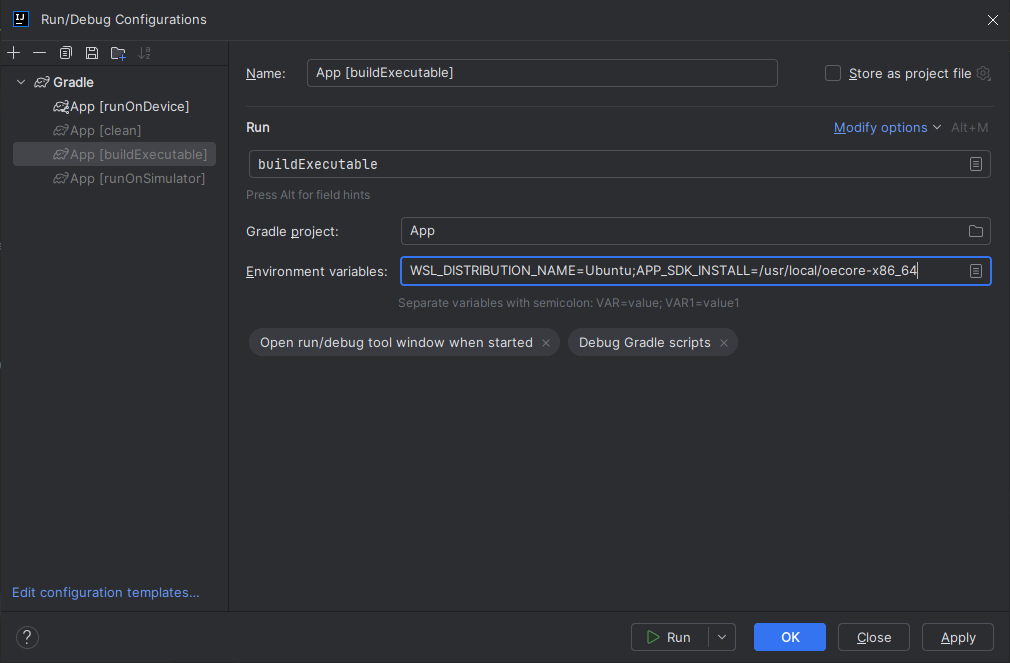 Run/Debug Configurations
Gradle
App [runOnDevice]
App [clean]
App [buildExecutable]
App [runOnSimulator]
Edit configuration templates...
Name: App [buildExecutable] Store as project file
Run Modify options Alt+M
buildExecutable
Press Alt for field hints
Gradle project: App
Environment variables: WSL_DISTRIBUTION_NAME=Ubuntu;APP_SDK_INSTALL=/usr/local/oecore-x86_64
Separate variables with semicolon: VAR=value; VAR1=value1
Open run/debug tool window when started × Debug Gradle scripts ×
? Run OK Close Apply